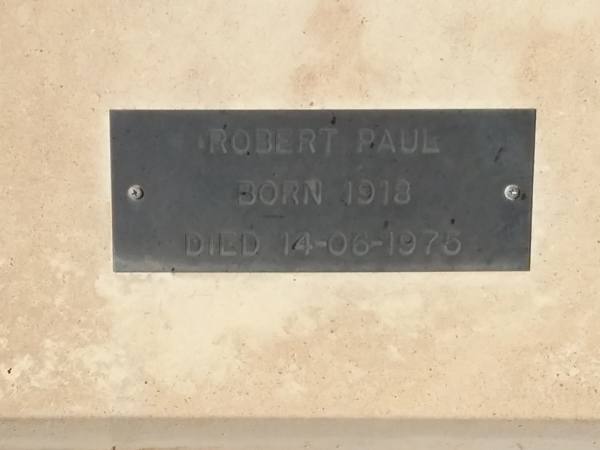 ROBERT PAUL
BORN 1918
DIED 14-06-1975